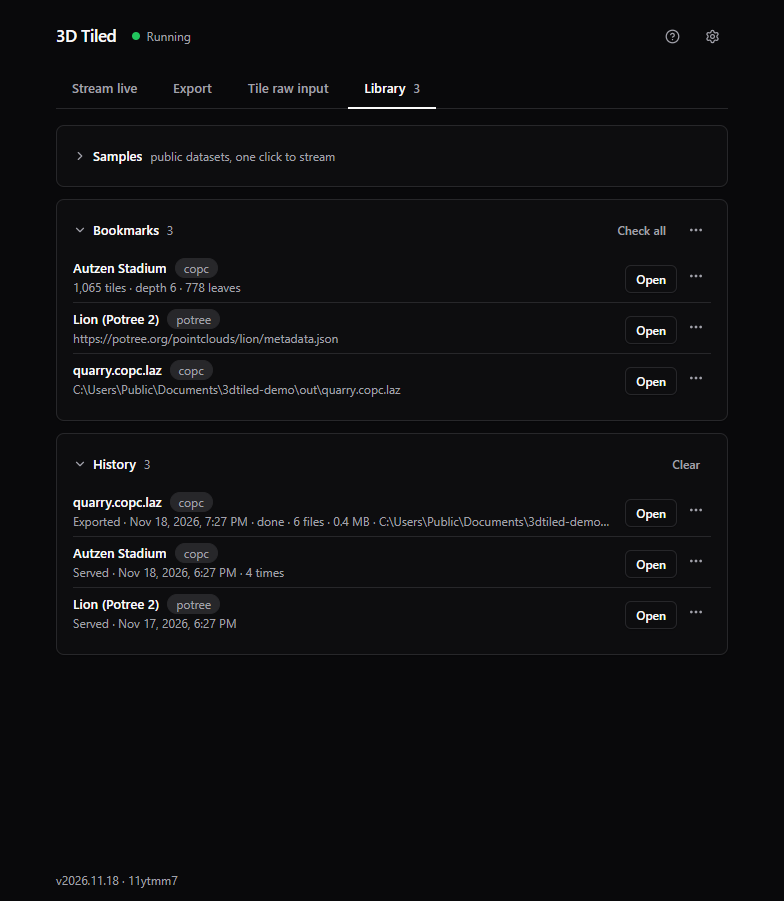 3D Tiled Running
Stream live Export Tile raw input Library 3
Samples public datasets, one click to stream
Bookmarks 3 Check all
Autzen Stadium copc
1,065 tiles · depth 6 · 778 leaves
Open
Lion (Potree 2) potree
https://potree.org/pointclouds/lion/metadata.json
Open
quarry.copc.laz copc
C:\Users\Public\Documents\3dtiled-demo\out\quarry.copc.laz
Open
History 3 Clear
quarry.copc.laz copc
Exported · Nov 18, 2026, 7:27 PM · done · 6 files · 0.4 MB · C:\Users\Public\Documents\3dtiled-demo...
Open
Autzen Stadium copc
Served · Nov 18, 2026, 6:27 PM · 4 times
Open
Lion (Potree 2) potree
Served · Nov 17, 2026, 6:27 PM
Open
v2026.11.18 · 11ytmm7